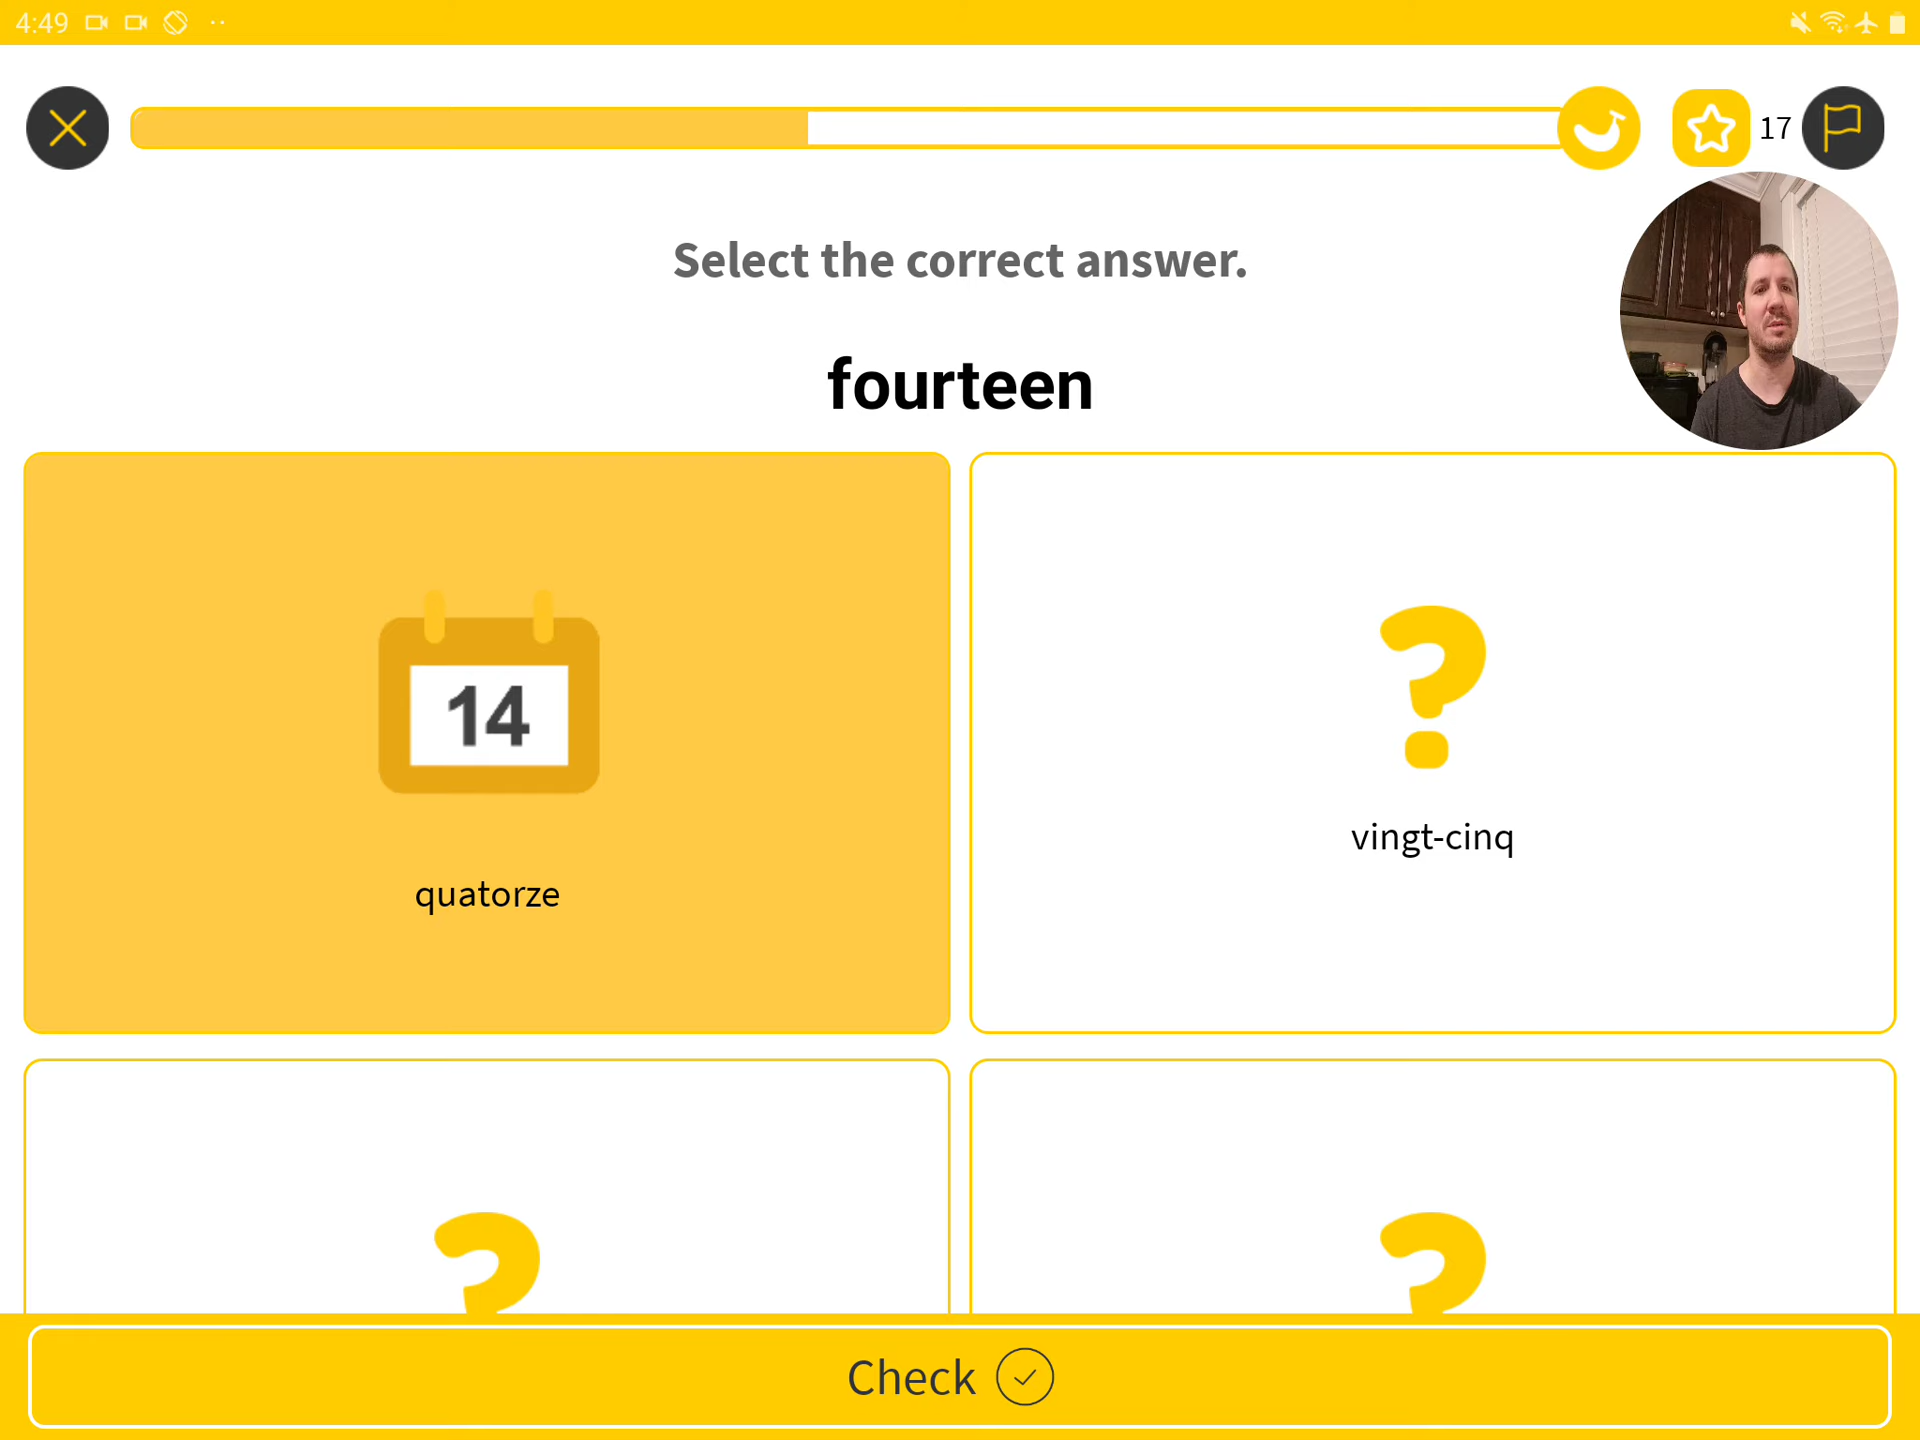 4:49
17
Select the correct answer.
fourteen
14
quatorze
vingt-cinq
Check